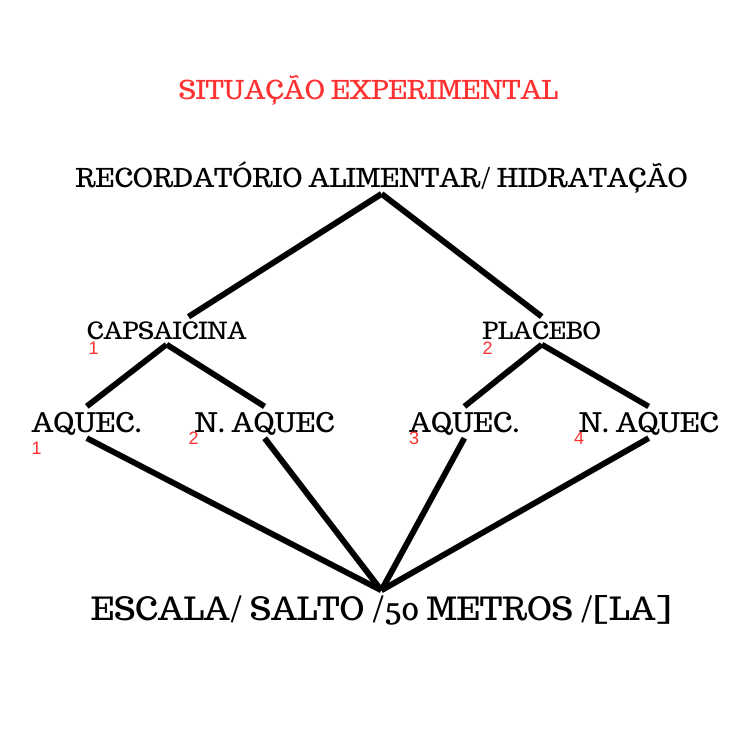 SITUAÇÃO EXPERIMENTAL
RECORDATÓRIO ALIMENTAR/ HIDRATAÇÃO
CAPSAICINA PLACEBO
1 2
AQUEC. N. AQUEC AQUEC. N. AQUEC
1 2 3 4
ESCALA/ SALTO /50 METROS /[LA]